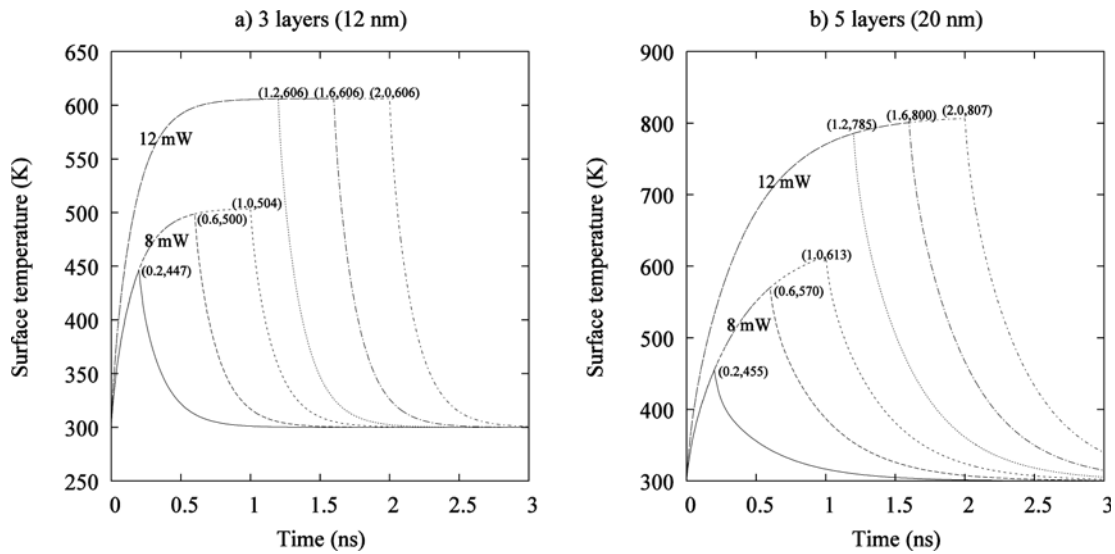 a) 3 layers (12 nm)
650
600
550
500
450
400
350
300
250
Surface temperature (K)
(1.2,606) (1.6,606) (2.0,606)
12 mW
(1.0,504)
(0.6,500)
8 mW
(0.2,447)
0 0.5 1 1.5 2 2.5 3
Time (ns)
b) 5 layers (20 nm)
900
800
700
600
500
400
300
Surface temperature (K)
(2.0,807)
(1.6,800)
(1.2,785)
12 mW
(1,0,613)
(0.6,570)
8 mW
(0.2,455)
0 0.5 1 1.5 2 2.5 3
Time (ns)